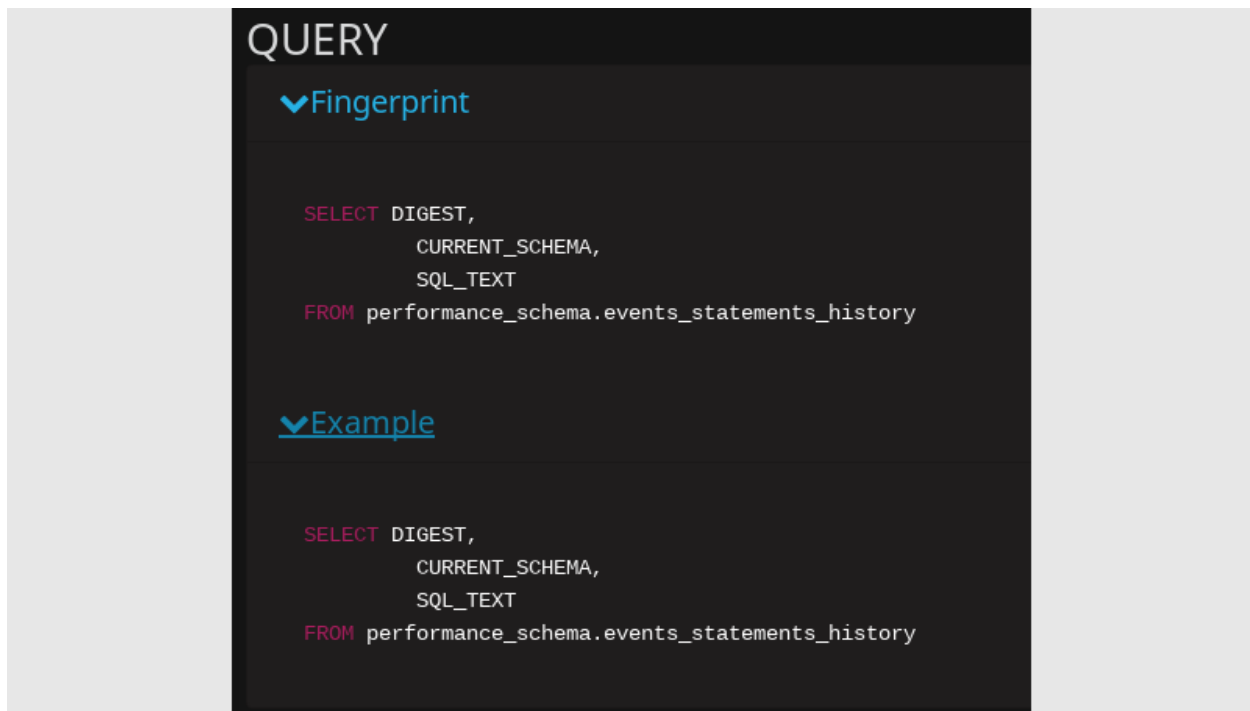 QUERY
Fingerprint
SELECT DIGEST,
CURRENT_SCHEMA,
SQL_TEXT
FROM performance_schema.events_statements_history
Example
SELECT DIGEST,
CURRENT_SCHEMA,
SQL_TEXT
FROM performance_schema.events_statements_history